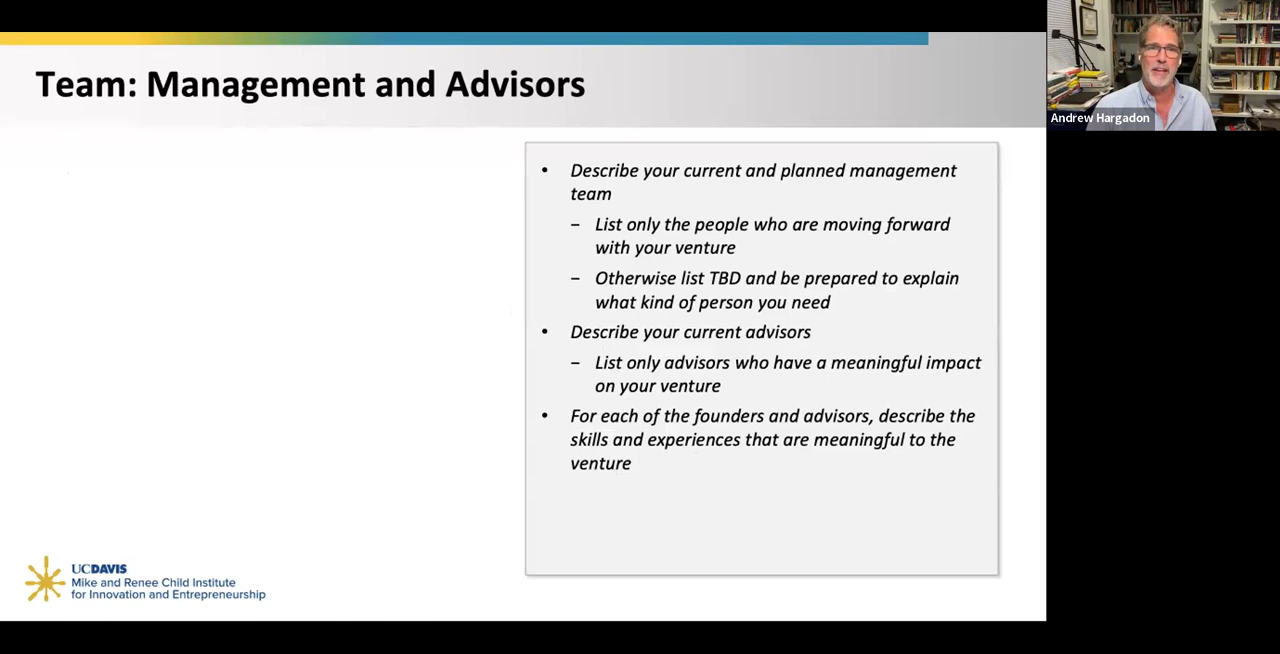 Team: Management and Advisors
Andrew Hargadon
• Describe your current and planned management
team
– List only the people who are moving forward
with your venture
– Otherwise list TBD and be prepared to explain
what kind of person you need
• Describe your current advisors
– List only advisors who have a meaningful impact
on your venture
• For each of the founders and advisors, describe the
skills and experiences that are meaningful to the
venture
UCDAVIS
Mike and Renee Child Institute
for Innovation and Entrepreneurship